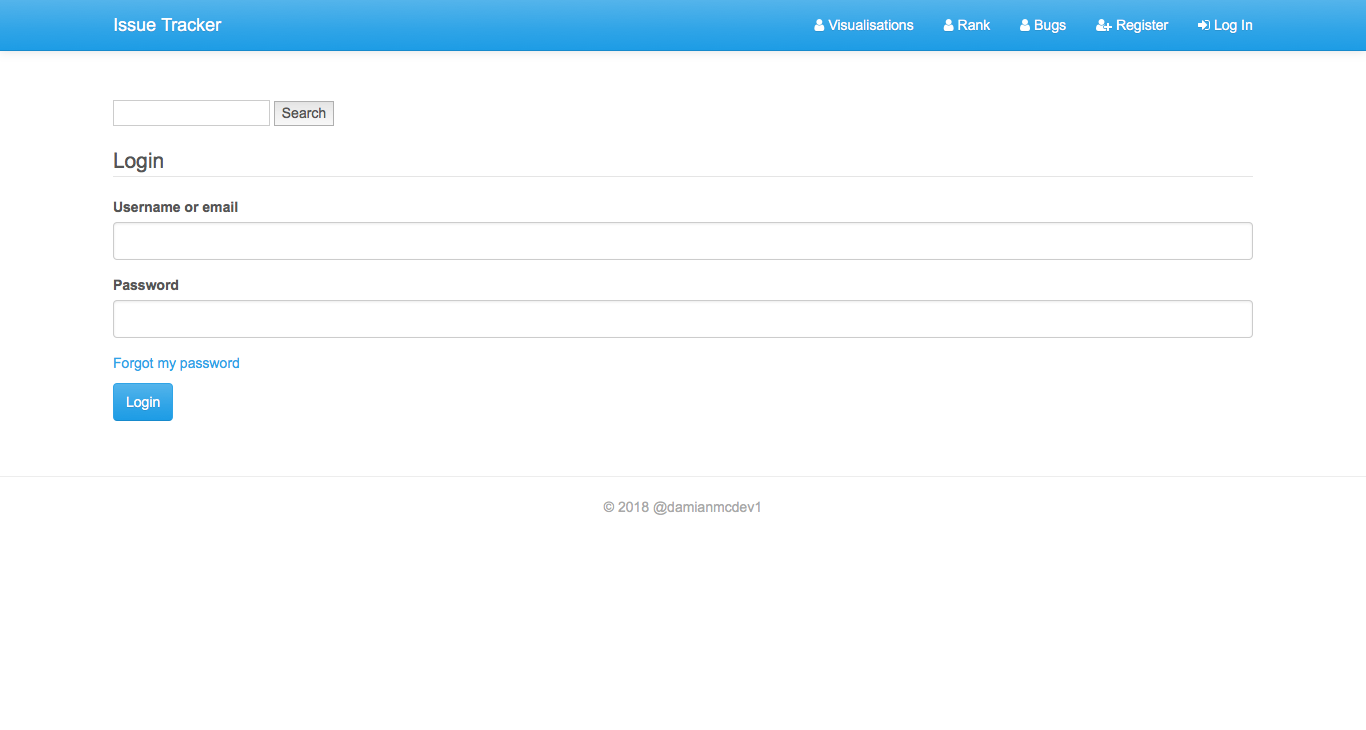 Issue Tracker Visualisations Rank Bugs Register Log In
Search
Login
Username or email
Password
Forgot my password
Login
© 2018 @damianmcdev1